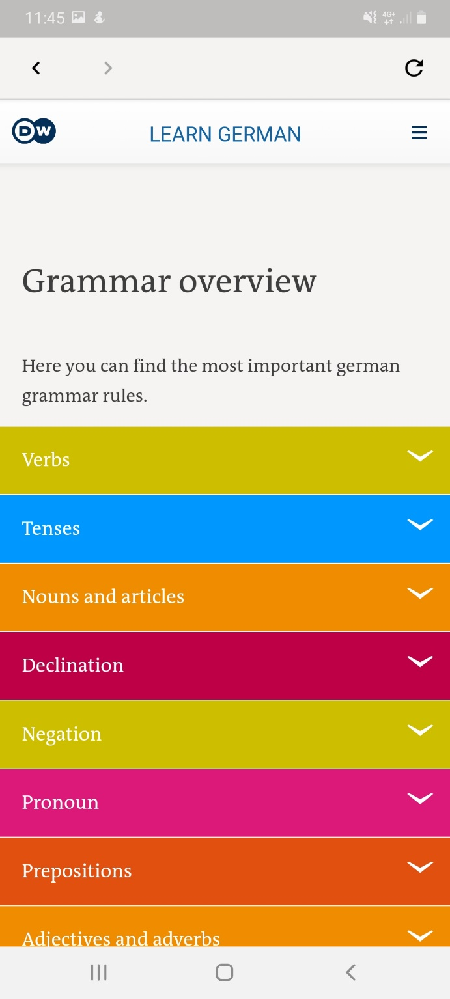 11:45
4G+
DW
LEARN GERMAN
Grammar overview
Here you can find the most important german
grammar rules.
Verbs
Tenses
Nouns and articles
Declination
Negation
Pronoun
Prepositions
Adjectives and adverbs